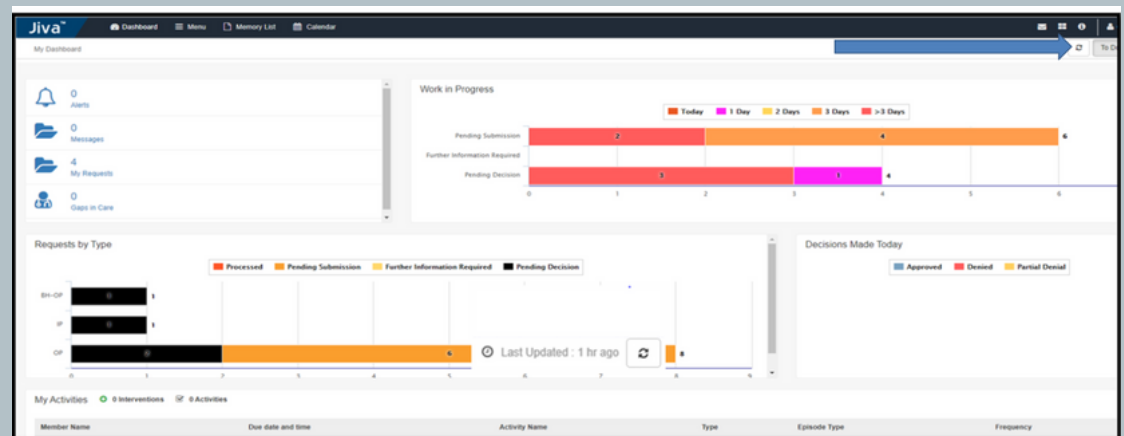 Jiva™ Dashboard Menu Memory List Calendar
My Dashboard
To D
0
Alerts
0
Messages
4
My Requests
0
Gaps in Care
Work in Progress
Today 1 Day 2 Days 3 Days >3 Days
Pending Submission 2 4 6
Further Information Required
Pending Decision 3 1 4
0 1 2 3 4 5 6
Requests by Type
Processed Pending Submission Further Information Required Pending Decision
BH-OP 0 1
IP 0 1
OP 0 6 8
0 1 2 3 4 5 6 7 8 9
Last Updated : 1 hr ago
Decisions Made Today
Approved Denied Partial Denial
My Activities 0 Interventions 0 Activities
Member Name Due date and time Activity Name Type Episode Type Frequency